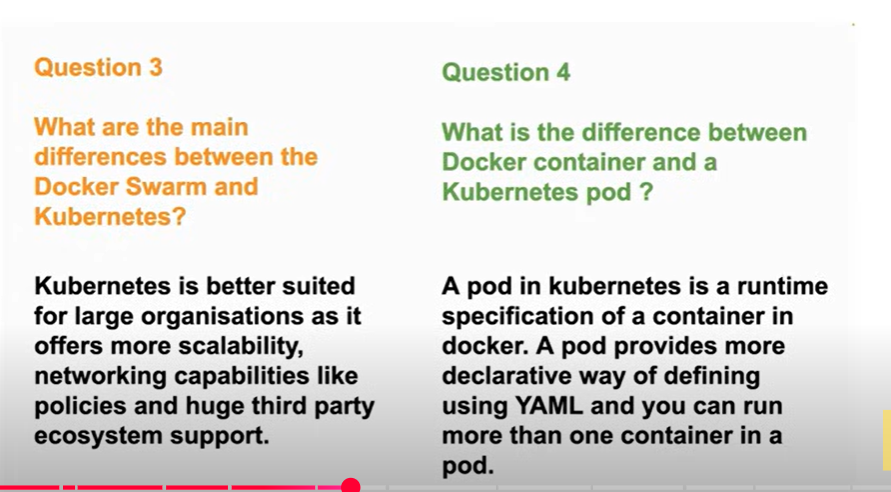 Question 3
What are the main
differences between the
Docker Swarm and
Kubernetes?
Kubernetes is better suited
for large organisations as it
offers more scalability,
networking capabilities like
policies and huge third party
ecosystem support.
Question 4
What is the difference between
Docker container and a
Kubernetes pod ?
A pod in kubernetes is a runtime
specification of a container in
docker. A pod provides more
declarative way of defining
using YAML and you can run
more than one container in a
pod.